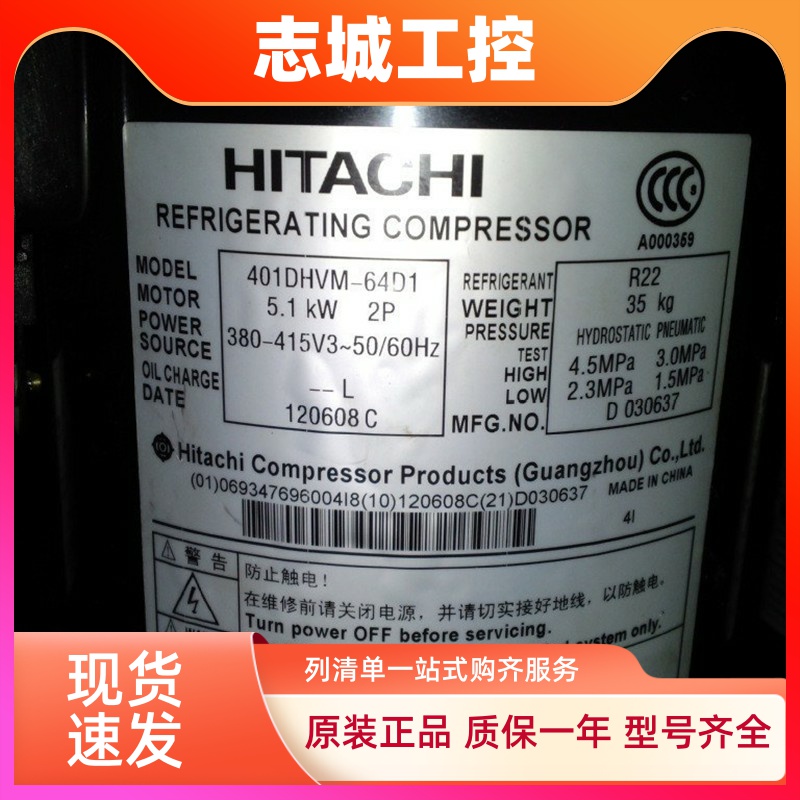 志城工控
HITACHI
REFRIGERATING COMPRESSOR
CCC
A000359
MODEL 401DHVM-64D1
MOTOR 5.1 kW 2P
POWER SOURCE 380-415V3~50/60Hz
OIL CHARGE --L
DATE 120608 C
REFRIGERANT R22
WEIGHT 35 kg
PRESSURE HYDROSTATIC PNEUMATIC
TEST HIGH 4.5MPa 3.0MPa
LOW 2.3MPa 1.5MPa
MFG.NO. D 030637
Hitachi Compressor Products (Guangzhou) Co.,Ltd.
(01)06934769600418(10)120608C(21)D030637
MADE IN CHINA
4I
警告
防止触电!
在维修前请关闭电源，并请切实接好地线，以防触电.
Turn power OFF before servicing.
system only.
现货
速发
列清单一站式购齐服务
原装正品 质保一年 型号齐全